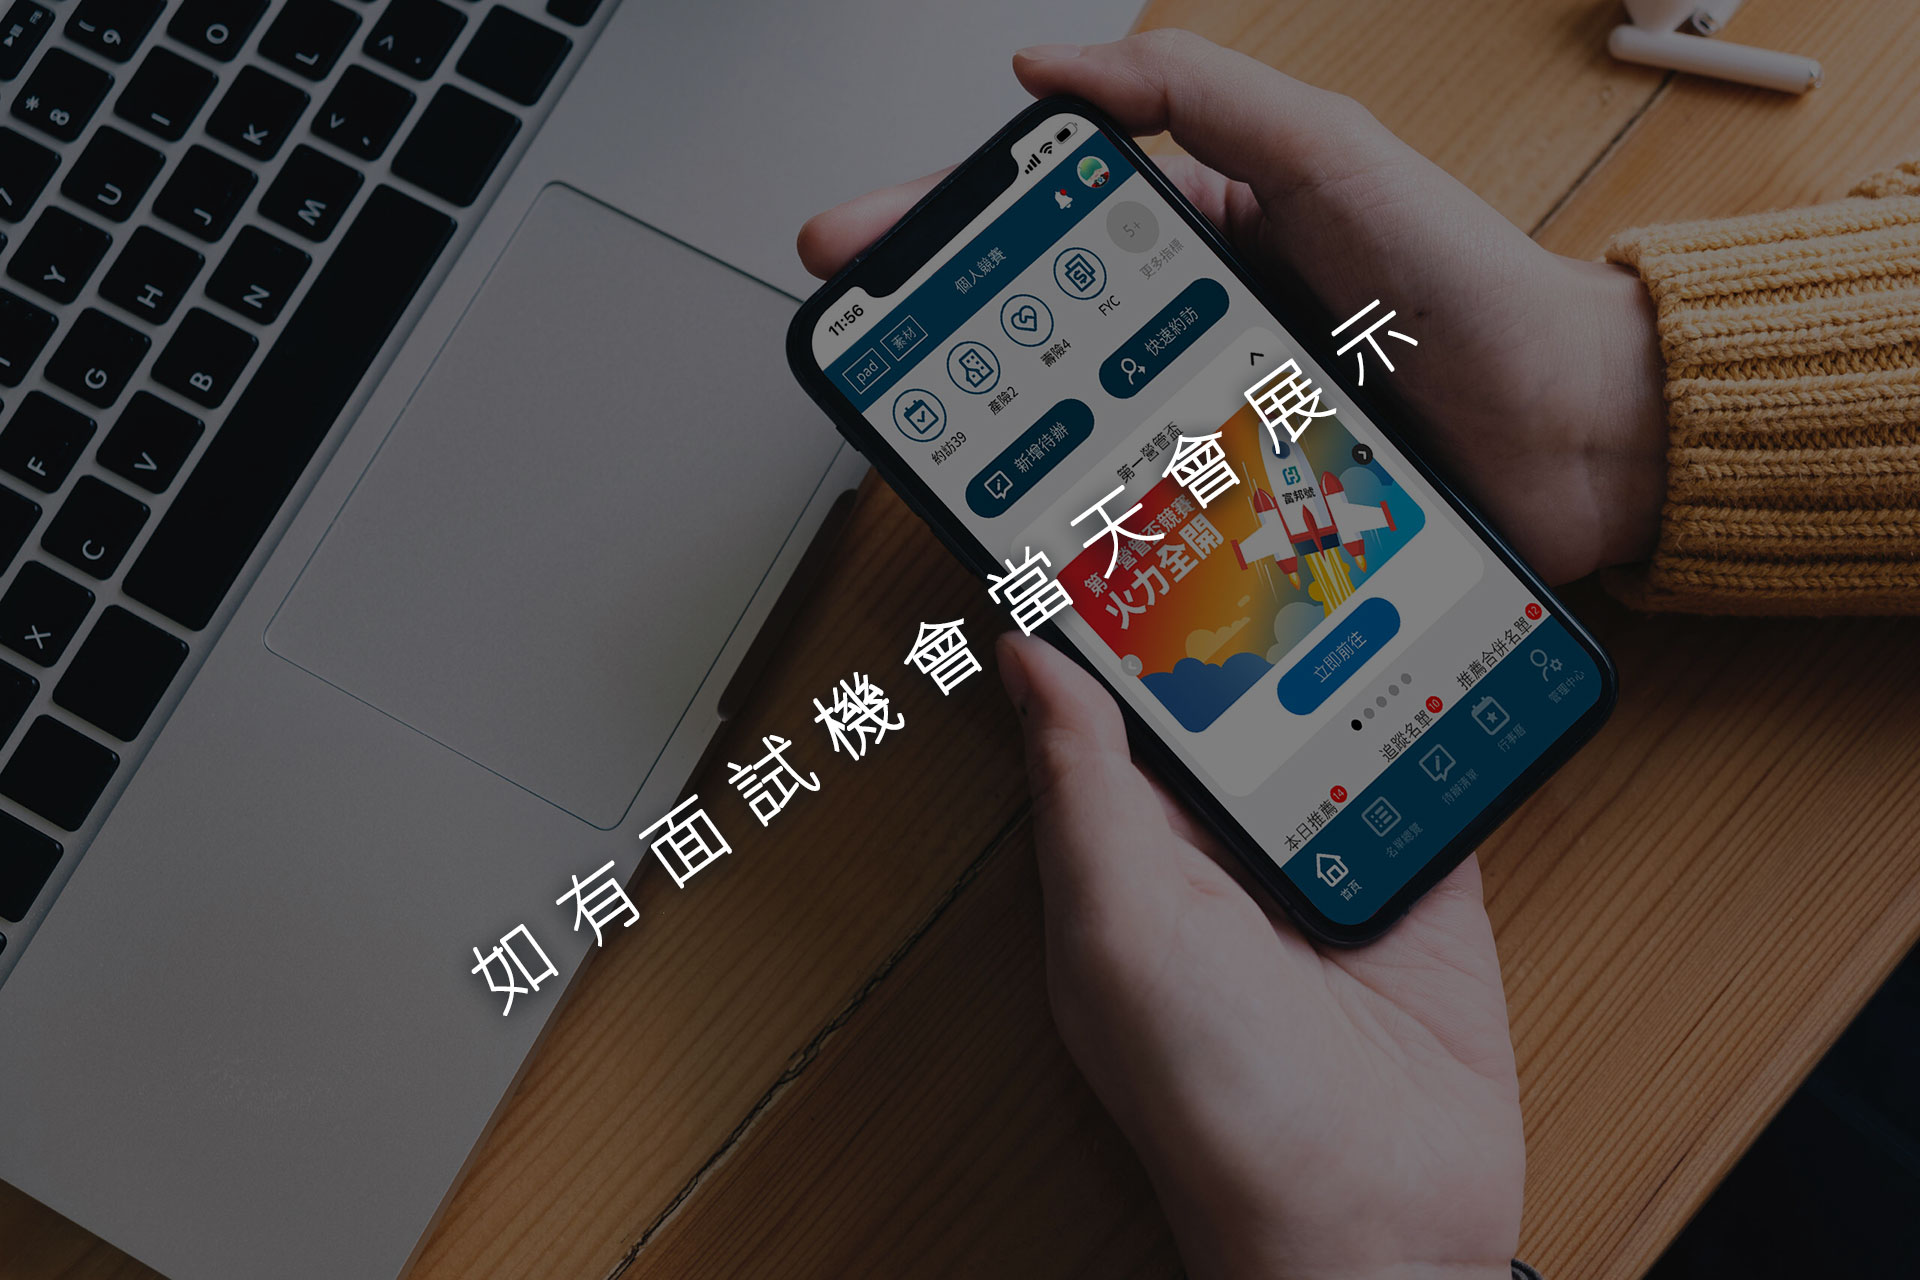 如有面試機會當天會展示
11:56
pad
素材
個人競賽
約訪39
產險2
壽險4
FYC
5+
更多指標
新增待辦
快速約訪
第一營管盃
第一營管盃競賽
火力全開
富邦號
立即前往
本日推薦 14
追蹤名單 10
推薦合併名單 12
首頁
名單總覽
待辦清單
行事曆
管理中心
( 9
O
L
> .
* 8
I
K
< ,
7
U
J
M
Y
H
N
G
B
F
V
C
X